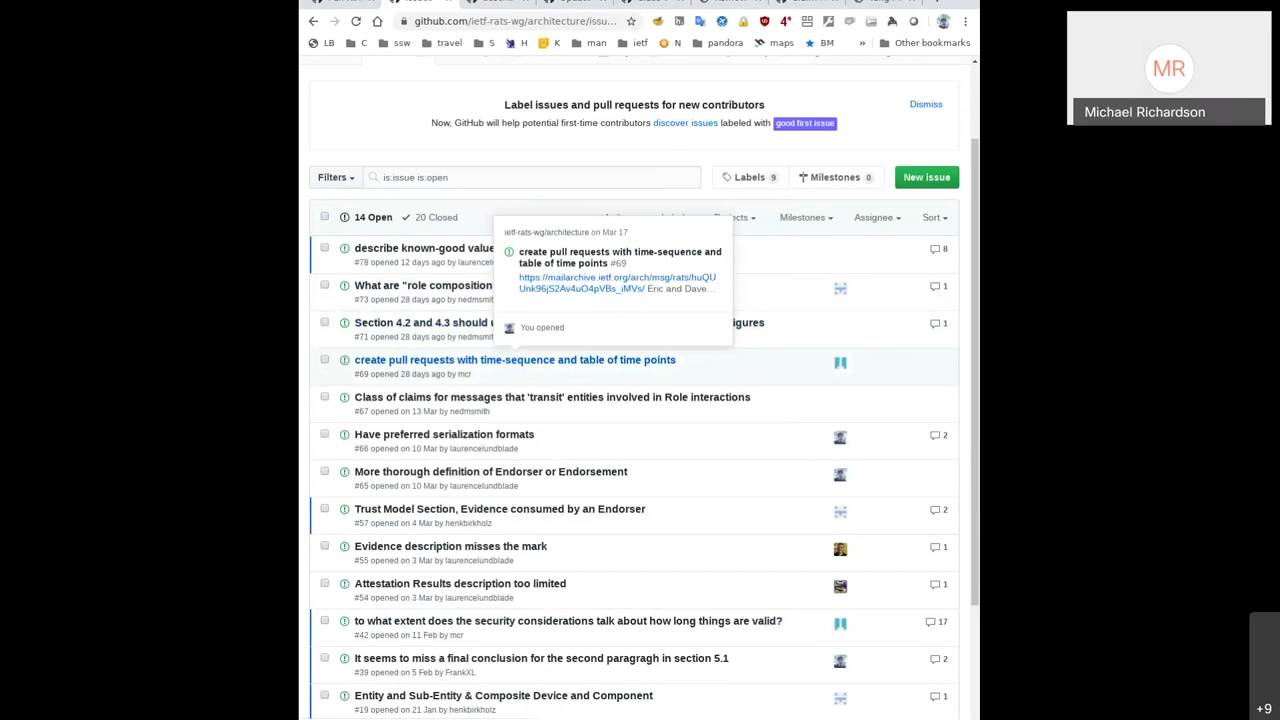 github.com/ietf-rats-wg/architecture/issu...
LB C ssw travel S H K man ietf N pandora maps BM » Other bookmarks
Label issues and pull requests for new contributors
Dismiss
Now, GitHub will help potential first-time contributors discover issues labeled with good first issue
Filters is:issue is:open Labels 9 Milestones 0 New issue
14 Open 20 Closed Milestones Assignee Sort
ietf-rats-wg/architecture on Mar 17
create pull requests with time-sequence and
table of time points #69
https://mailarchive.ietf.org/arch/msg/rats/huQU
Unk96jS2Av4uO4pVBs_iMVs/ Eric and Dave...
You opened
describe known-good value 8
#78 opened 12 days ago by laurencel
What are "role composition 1
#73 opened 28 days ago by nedmsmith
Section 4.2 and 4.3 should u igures 1
#71 opened 28 days ago by nedmsmit
create pull requests with time-sequence and table of time points
#69 opened 28 days ago by mcr
Class of claims for messages that 'transit' entities involved in Role interactions
#67 opened on 13 Mar by nedmsmith
Have preferred serialization formats 2
#66 opened on 10 Mar by laurencelundblade
More thorough definition of Endorser or Endorsement
#65 opened on 10 Mar by laurencelundblade
Trust Model Section, Evidence consumed by an Endorser 2
#57 opened on 4 Mar by henkbirkholz
Evidence description misses the mark 1
#55 opened on 3 Mar by laurencelundblade
Attestation Results description too limited 1
#54 opened on 3 Mar by laurencelundblade
to what extent does the security considerations talk about how long things are valid? 17
#42 opened on 11 Feb by mcr
It seems to miss a final conclusion for the second paragragh in section 5.1 2
#39 opened on 5 Feb by FrankXL
Entity and Sub-Entity & Composite Device and Component 1
#19 opened on 21 Jan by henkbirkholz
MR
Michael Richardson
+9